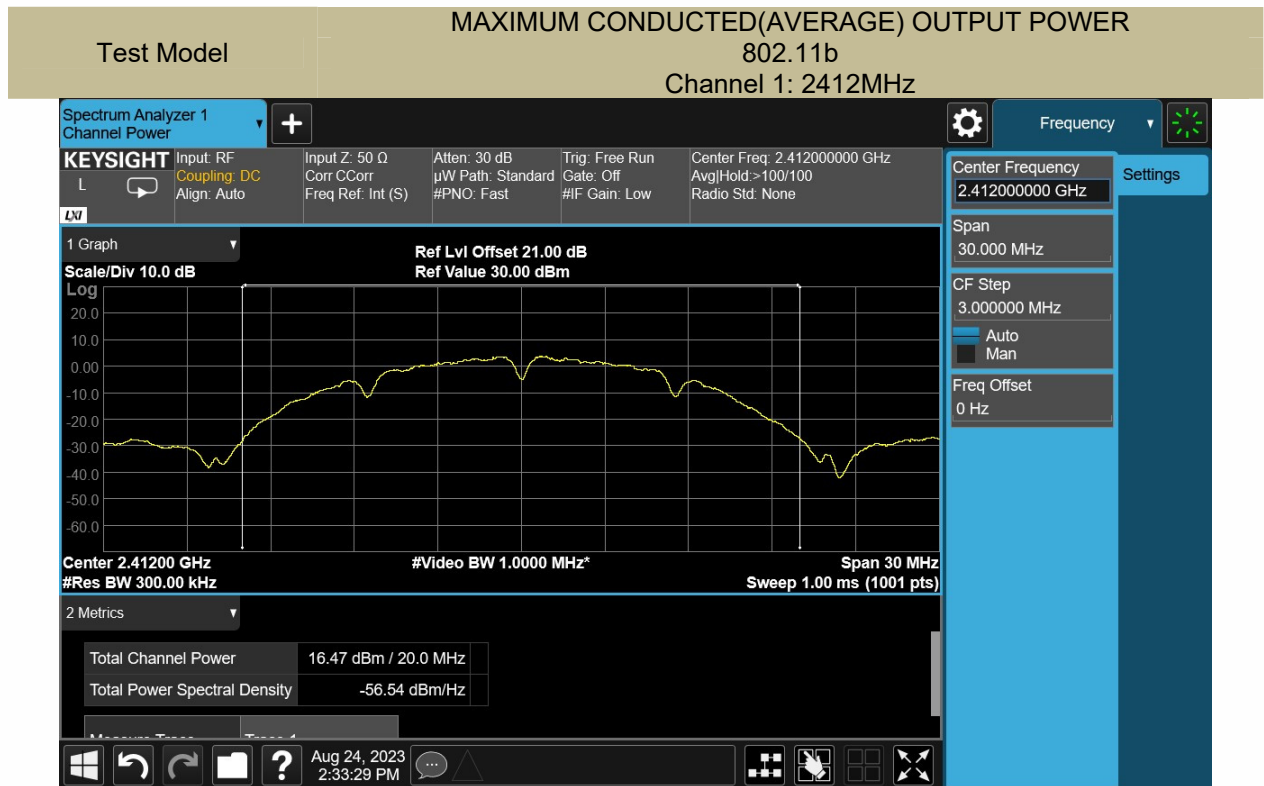 Test Model
MAXIMUM CONDUCTED(AVERAGE) OUTPUT POWER
802.11b
Channel 1: 2412MHz
Spectrum Analyzer 1
Channel Power
Frequency
KEYSIGHT
L
LXI
Input: RF
Coupling: DC
Align: Auto
Input Z: 50 Ω
Corr CCorr
Freq Ref: Int (S)
Atten: 30 dB
µW Path: Standard
#PNO: Fast
Trig: Free Run
Gate: Off
#IF Gain: Low
Center Freq: 2.412000000 GHz
Avg|Hold:>100/100
Radio Std: None
Center Frequency
2.412000000 GHz
Settings
Span
30.000 MHz
CF Step
3.000000 MHz
Auto
Man
Freq Offset
0 Hz
1 Graph
Scale/Div 10.0 dB
Ref Lvl Offset 21.00 dB
Ref Value 30.00 dBm
Log
20.0
10.0
0.00
-10.0
-20.0
-30.0
-40.0
-50.0
-60.0
Center 2.41200 GHz
#Res BW 300.00 kHz
#Video BW 1.0000 MHz*
Span 30 MHz
Sweep 1.00 ms (1001 pts)
2 Metrics
Total Channel Power 16.47 dBm / 20.0 MHz
Total Power Spectral Density -56.54 dBm/Hz
Measure Trace Trace 1
?
Aug 24, 2023
2:33:29 PM